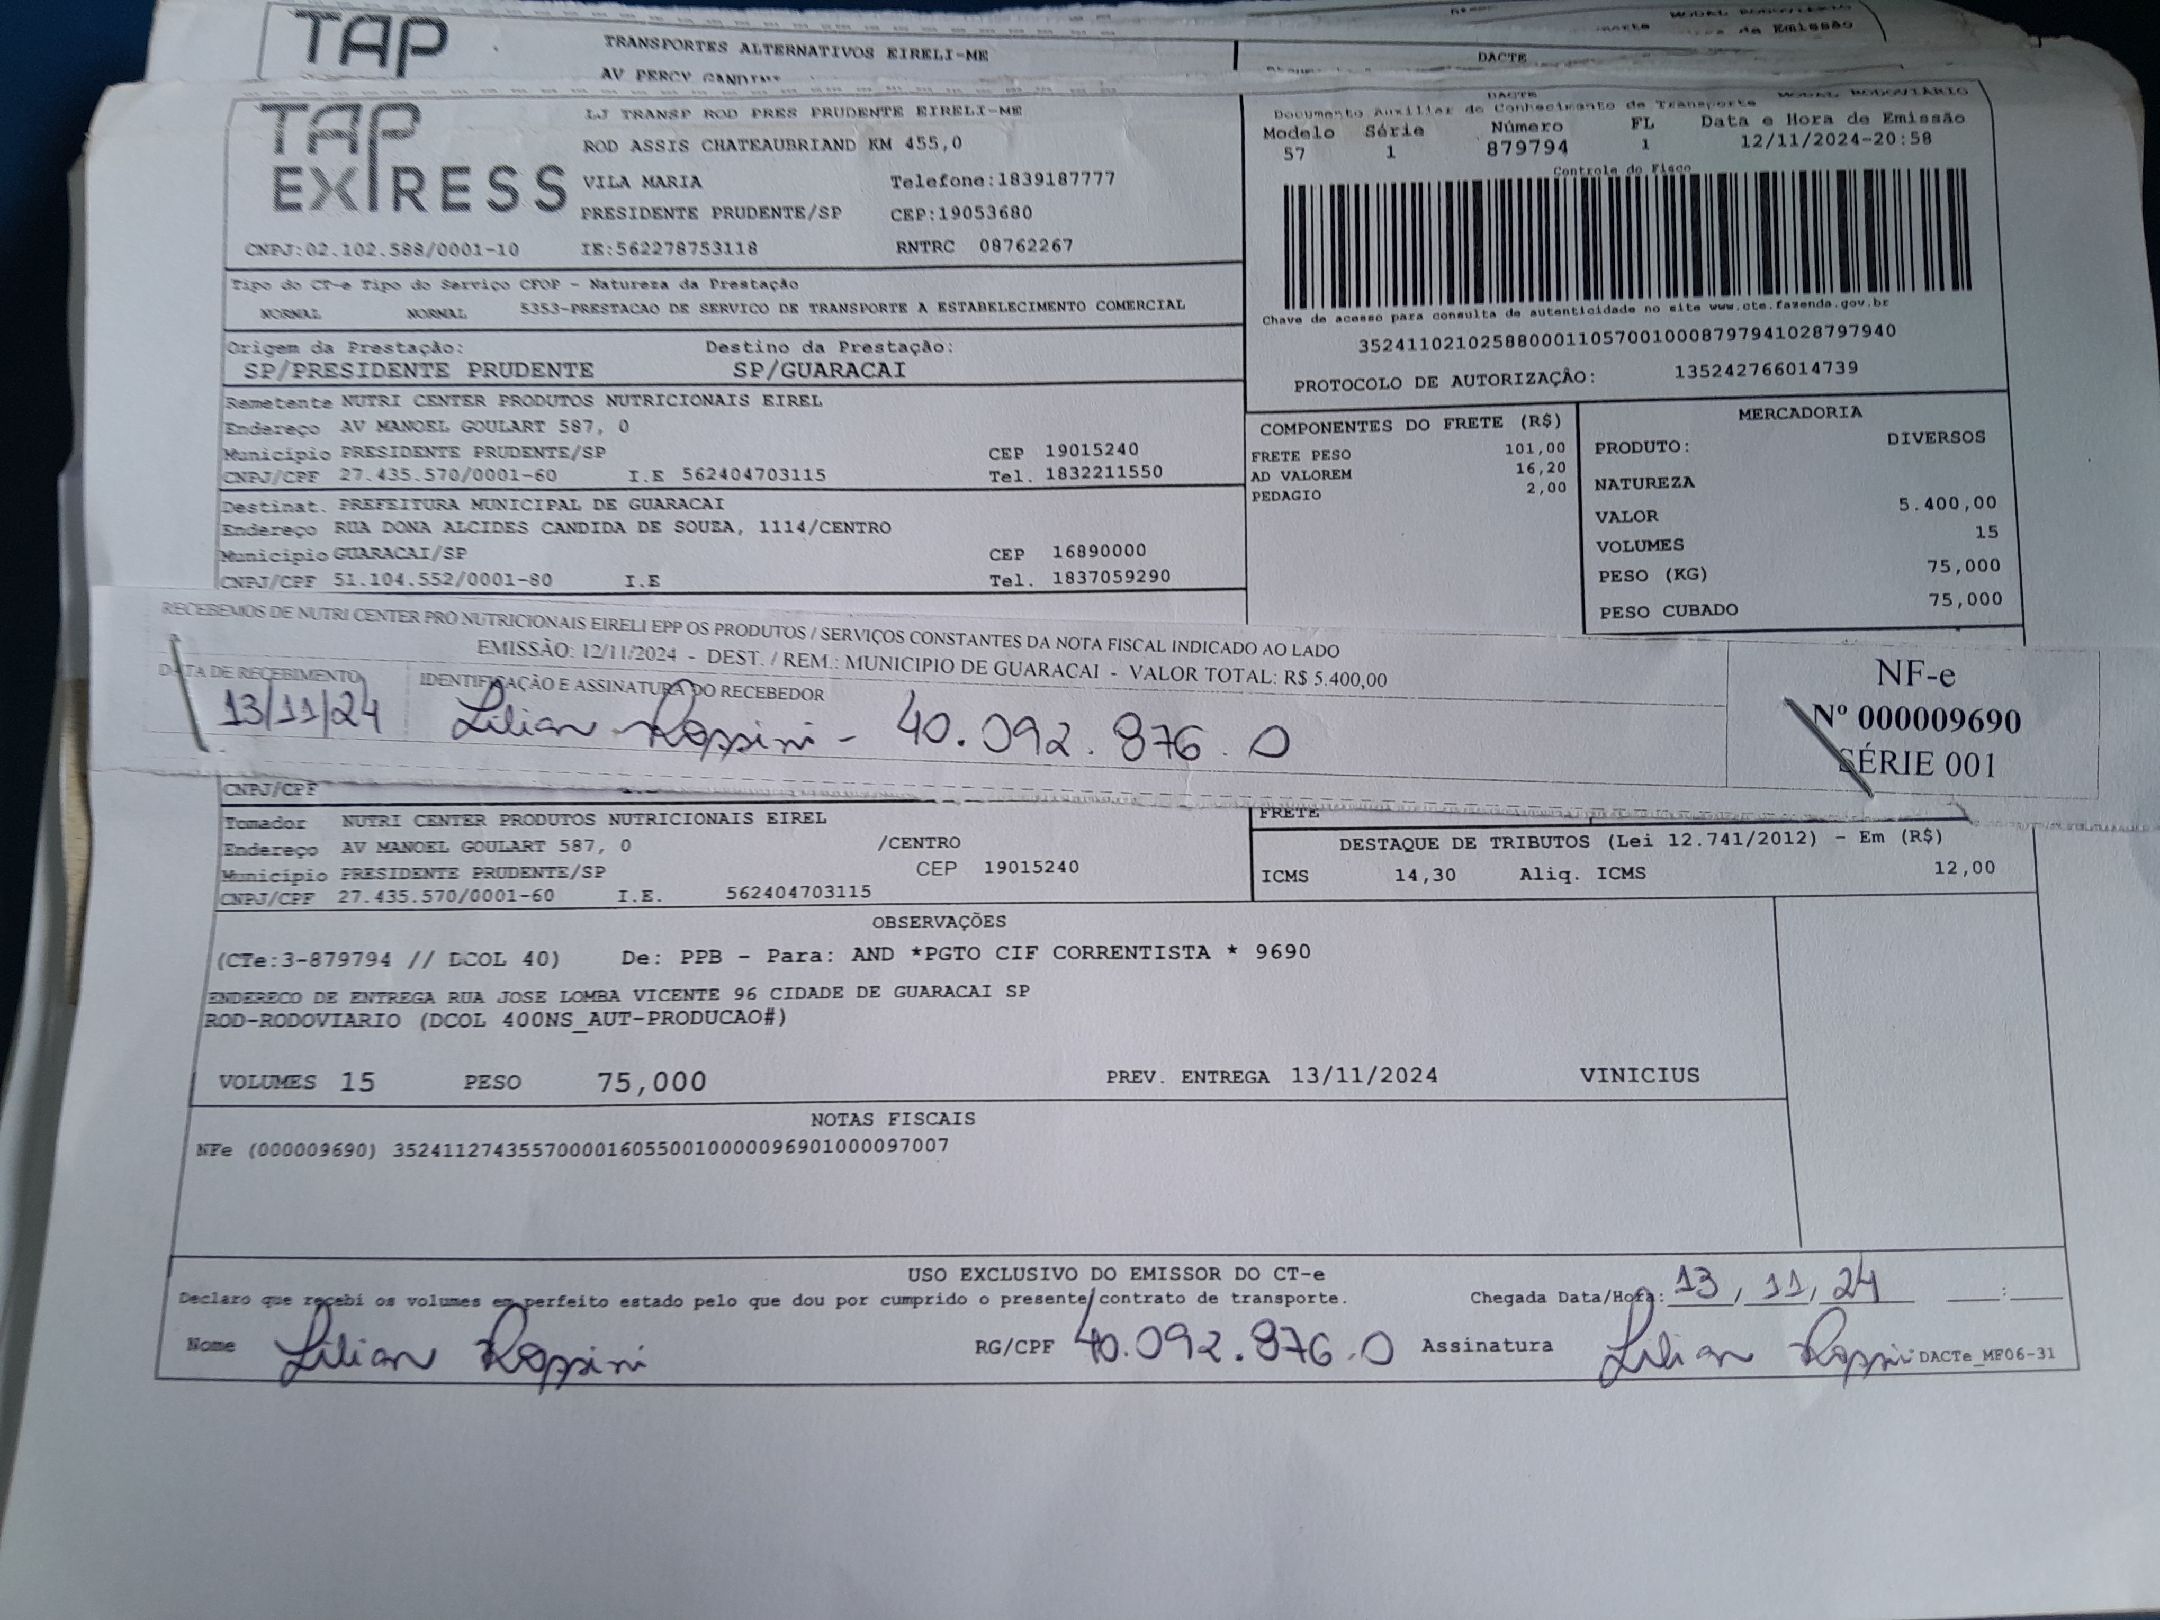 TAP
TRANSPORTES ALTERNATIVOS EIRELI-ME
AV PERCY GANDINI
DACTE
MODAL RODOVIÁRIO
de Emissão
TAP
EXPRESS
LJ TRANSP ROD PRES PRUDENTE EIRELI-ME
ROD ASSIS CHATEAUBRIAND KM 455,0
VILA MARIA Telefone:1839187777
PRESIDENTE PRUDENTE/SP CEP:19053680
CNPJ:02.102.588/0001-10 IE:562278753118 RNTRC 08762267
DACTE MODAL RODOVIÁRIO
Documento Auxiliar do Conhecimento de Transporte
Modelo Série Número FL Data e Hora de Emissão
57 1 879794 1 12/11/2024-20:58
Controle do Fisco
Chave de acesso para consulta de autenticidade no site www.cte.fazenda.gov.br
35241102102588000110570010008797941028797940
PROTOCOLO DE AUTORIZAÇÃO: 135242766014739
Tipo do CT-e Tipo do Serviço CFOP - Natureza da Prestação
NORMAL NORMAL 5353-PRESTACAO DE SERVICO DE TRANSPORTE A ESTABELECIMENTO COMERCIAL
Origem da Prestação: Destino da Prestação:
SP/PRESIDENTE PRUDENTE SP/GUARACAI
Remetente NUTRI CENTER PRODUTOS NUTRICIONAIS EIREL
Endereço AV MANOEL GOULART 587, 0
Município PRESIDENTE PRUDENTE/SP CEP 19015240
CNPJ/CPF 27.435.570/0001-60 I.E 562404703115 Tel. 1832211550
Destinat. PREFEITURA MUNICIPAL DE GUARACAI
Endereço RUA DONA ALCIDES CANDIDA DE SOUZA, 1114/CENTRO
Município GUARACAI/SP CEP 16890000
CNPJ/CPF 51.104.552/0001-80 I.E Tel. 1837059290
COMPONENTES DO FRETE (R$)
FRETE PESO 101,00
AD VALOREM 16,20
PEDAGIO 2,00
MERCADORIA
PRODUTO: DIVERSOS
NATUREZA
VALOR 5.400,00
VOLUMES 15
PESO (KG) 75,000
PESO CUBADO 75,000
RECEBEMOS DE NUTRI CENTER PRO NUTRICIONAIS EIRELI EPP OS PRODUTOS / SERVIÇOS CONSTANTES DA NOTA FISCAL INDICADO AO LADO
EMISSÃO: 12/11/2024 - DEST. / REM.: MUNICIPIO DE GUARACAI - VALOR TOTAL: R$ 5.400,00
DATA DE RECEBIMENTO IDENTIFICAÇÃO E ASSINATURA DO RECEBEDOR
13/11/24 Lilian Rossini - 40.092.876.0
NF-e
Nº 000009690
SÉRIE 001
CNPJ/CPF
Tomador NUTRI CENTER PRODUTOS NUTRICIONAIS EIREL
Endereço AV MANOEL GOULART 587, 0 /CENTRO
Município PRESIDENTE PRUDENTE/SP CEP 19015240
CNPJ/CPF 27.435.570/0001-60 I.E. 562404703115
FRETE
DESTAQUE DE TRIBUTOS (Lei 12.741/2012) - Em (R$)
ICMS 14,30 Aliq. ICMS 12,00
OBSERVAÇÕES
(CTe:3-879794 // DCOL 40) De: PPB - Para: AND *PGTO CIF CORRENTISTA * 9690
ENDERECO DE ENTREGA RUA JOSE LOMBA VICENTE 96 CIDADE DE GUARACAI SP
ROD-RODOVIARIO (DCOL 400NS_AUT-PRODUCAO#)
VOLUMES 15 PESO 75,000 PREV. ENTREGA 13/11/2024 VINICIUS
NOTAS FISCAIS
NFe (000009690) 35241127435570000160550010000096901000097007
USO EXCLUSIVO DO EMISSOR DO CT-e
Declaro que recebi os volumes em perfeito estado pelo que dou por cumprido o presente contrato de transporte. Chegada Data/Hora: 13, 11, 24 __:__
Nome Lilian Rossini RG/CPF 40.092.876.0 Assinatura Lilian Rossini DACTe_MF06-31